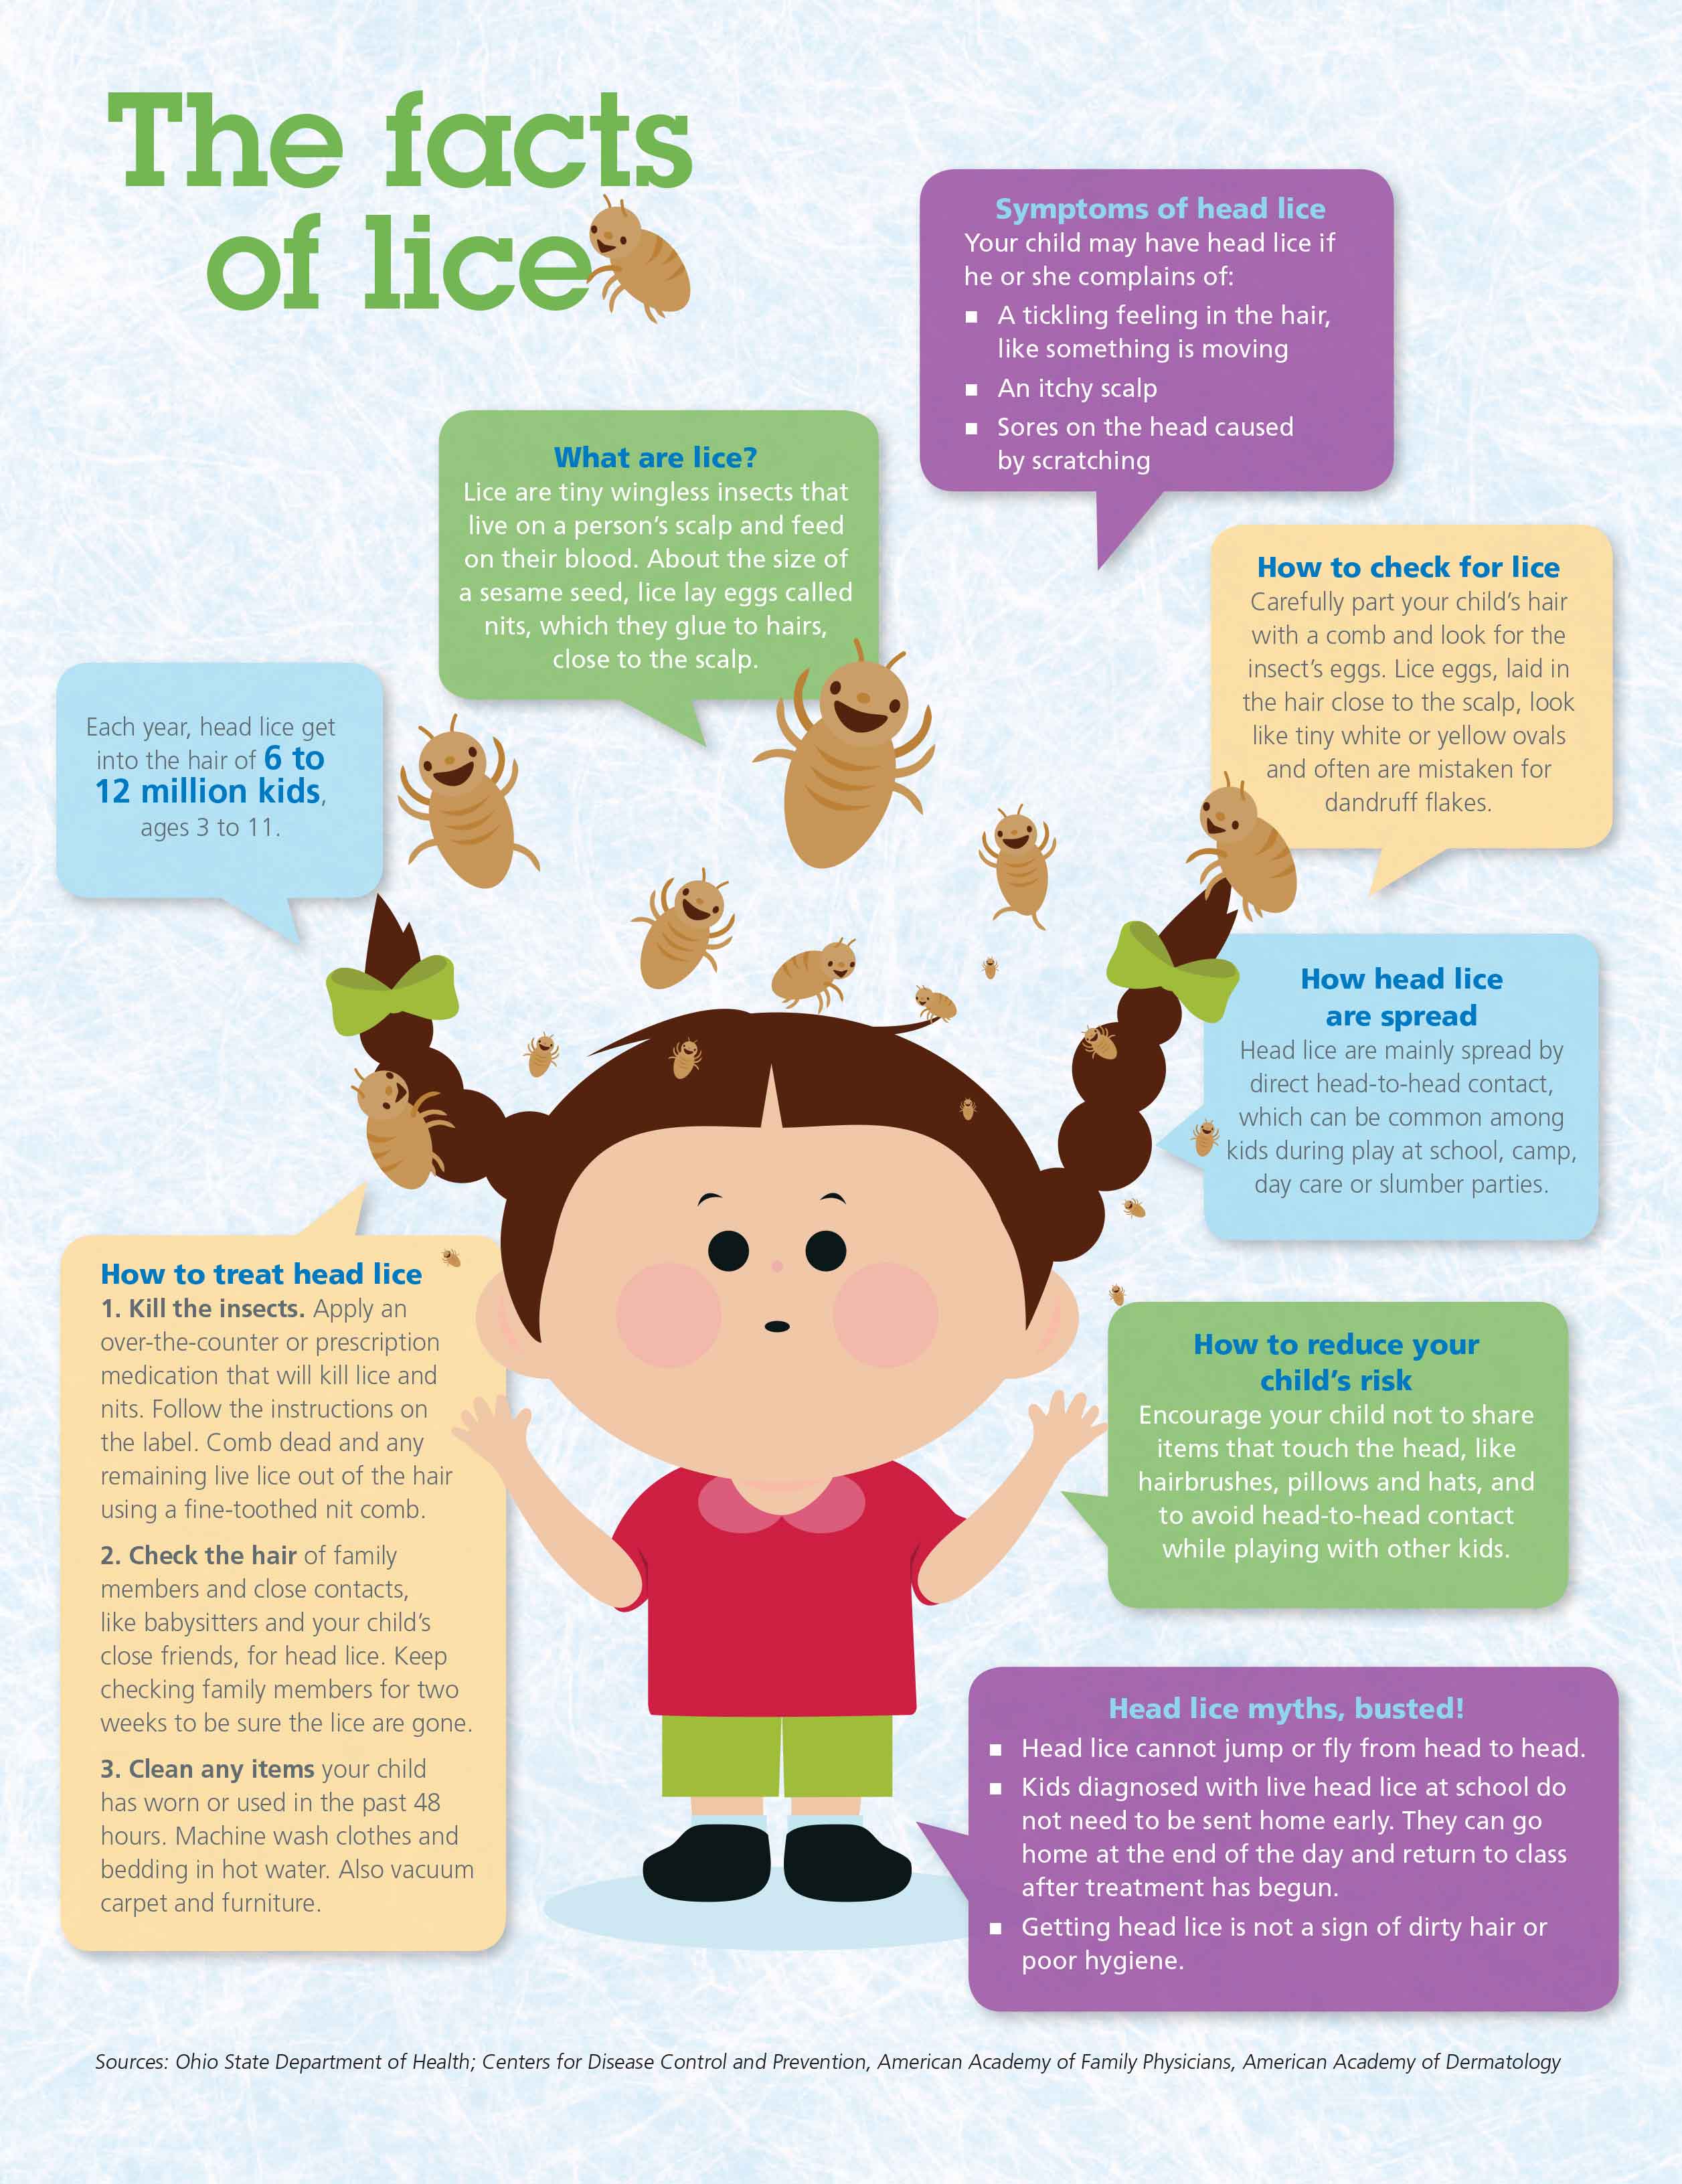 The facts
of lice
Symptoms of head lice
Your child may have head lice if
he or she complains of:
■ A tickling feeling in the hair,
like something is moving
■ An itchy scalp
■ Sores on the head caused
by scratching
What are lice?
Lice are tiny wingless insects that
live on a person's scalp and feed
on their blood. About the size of
a sesame seed, lice lay eggs called
nits, which they glue to hairs,
close to the scalp.
How to check for lice
Carefully part your child's hair
with a comb and look for the
insect's eggs. Lice eggs, laid in
the hair close to the scalp, look
like tiny white or yellow ovals
and often are mistaken for
dandruff flakes.
Each year, head lice get
into the hair of 6 to
12 million kids,
ages 3 to 11.
How head lice
are spread
Head lice are mainly spread by
direct head-to-head contact,
which can be common among
kids during play at school, camp,
day care or slumber parties.
How to treat head lice
1. Kill the insects. Apply an
over-the-counter or prescription
medication that will kill lice and
nits. Follow the instructions on
the label. Comb dead and any
remaining live lice out of the hair
using a fine-toothed nit comb.
2. Check the hair of family
members and close contacts,
like babysitters and your child's
close friends, for head lice. Keep
checking family members for two
weeks to be sure the lice are gone.
3. Clean any items your child
has worn or used in the past 48
hours. Machine wash clothes and
bedding in hot water. Also vacuum
carpet and furniture.
How to reduce your
child's risk
Encourage your child not to share
items that touch the head, like
hairbrushes, pillows and hats, and
to avoid head-to-head contact
while playing with other kids.
Head lice myths, busted!
■ Head lice cannot jump or fly from head to head.
■ Kids diagnosed with live head lice at school do
not need to be sent home early. They can go
home at the end of the day and return to class
after treatment has begun.
■ Getting head lice is not a sign of dirty hair or
poor hygiene.
Sources: Ohio State Department of Health; Centers for Disease Control and Prevention, American Academy of Family Physicians, American Academy of Dermatology